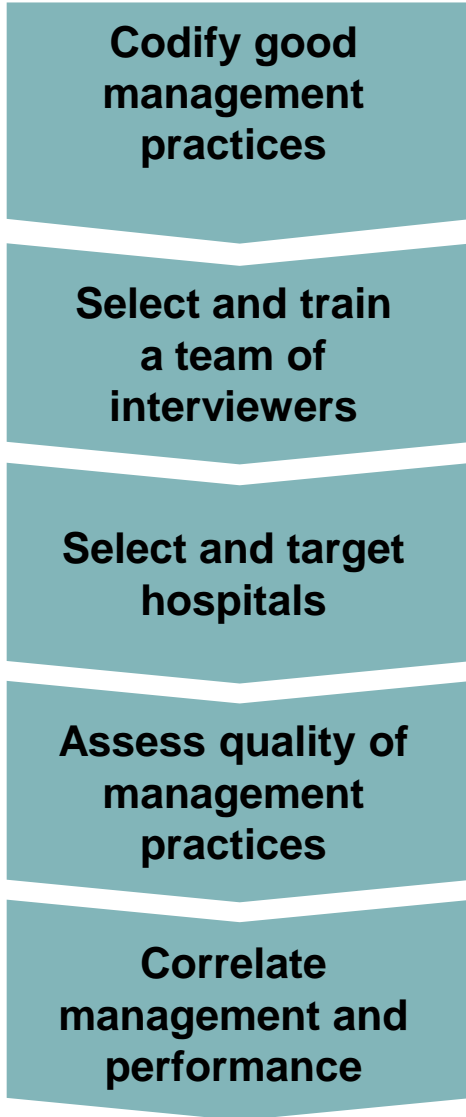 Codify good
management
practices
Select and train
a team of
interviewers
Select and target
hospitals
Assess quality of
management
practices
Correlate
management and
performance